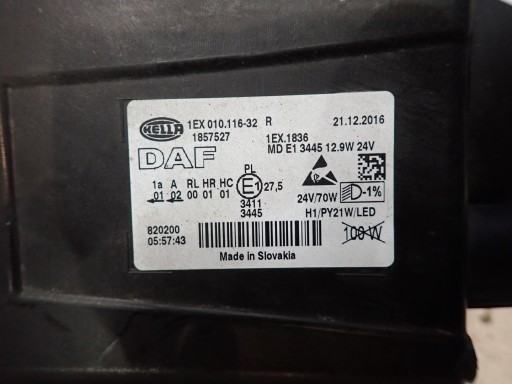 HELLA 1EX 010.116-32 R 21.12.2016
1857527 1EX.1836
DAF MD E1 3445 12.9W 24V
PL
1a A RL HR HC E1 27,5
01 02 00 01 01 24V/70W D-1%
3411
3445 H1/PY21W/LED
820200 100 W
05:57:43
Made in Slovakia